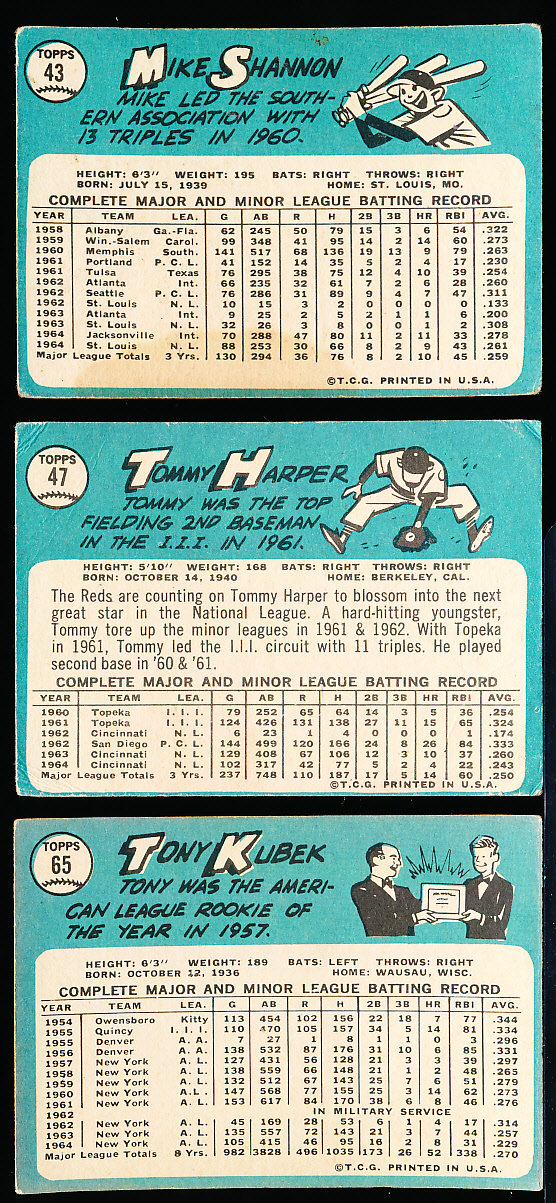 TOPPS
43
MIKE SHANNON
MIKE LED THE SOUTH-
ERN ASSOCIATION WITH
13 TRIPLES IN 1960.
HEIGHT: 6'3" WEIGHT: 195 BATS: RIGHT THROWS: RIGHT
BORN: JULY 15, 1939 HOME: ST. LOUIS, MO.
COMPLETE MAJOR AND MINOR LEAGUE BATTING RECORD
YEAR TEAM LEA. G AB R H 2B 3B HR RBI AVG.
1958 Albany Ga.-Fla. 62 245 50 79 15 3 6 54 .322
1959 Win.-Salem Carol. 99 348 41 95 14 2 14 60 .273
1960 Memphis South 141 517 68 136 19 13 9 79 .263
1961 Portland P. C. L. 41 152 14 35 5 2 4 17 .230
1961 Tulsa Texas 76 295 38 75 12 4 10 39 .254
1962 Atlanta Int. 66 235 32 61 7 2 6 28 .260
1962 Seattle P. C. L. 76 286 31 89 9 4 7 47 .311
1962 St. Louis N. L. 10 15 3 2 0 0 0 0 .133
1963 Atlanta Int. 9 25 2 5 2 1 1 6 .200
1963 St. Louis N. L. 32 26 3 8 0 0 1 2 .308
1964 Jacksonville Int. 70 288 47 80 11 2 11 33 .278
1964 St. Louis N. L. 88 253 30 66 8 2 9 43 .261
Major League Totals 3 Yrs. 130 294 36 76 8 2 10 45 .259
©T.C.G. PRINTED IN U.S.A.
TOPPS
47
TOMMY HARPER
TOMMY WAS THE TOP
FIELDING 2ND BASEMAN
IN THE I.I.I. IN 1961.
HEIGHT: 5'10" WEIGHT: 168 BATS: RIGHT THROWS: RIGHT
BORN: OCTOBER 14, 1940 HOME: BERKELEY, CAL.
The Reds are counting on Tommy Harper to blossom into the next
great star in the National League. A hard-hitting youngster,
Tommy tore up the minor leagues in 1961 & 1962. With Topeka
in 1961, Tommy led the I.I.I. circuit with 11 triples. He played
second base in '60 & '61.
COMPLETE MAJOR AND MINOR LEAGUE BATTING RECORD
YEAR TEAM LEA. G AB R H 2B 3B HR RBI AVG.
1960 Topeka I. I. I. 79 252 65 64 14 3 5 36 .254
1961 Topeka I. I. I. 124 426 131 138 27 11 15 65 .324
1962 Cincinnati N. L. 6 23 1 4 0 0 0 1 .174
1962 San Diego P. C. L. 144 499 120 166 24 8 26 84 .333
1963 Cincinnati N. L. 129 408 67 106 12 3 10 37 .260
1964 Cincinnati N. L. 102 317 42 77 5 2 4 22 .243
Major League Totals 3 Yrs. 237 748 110 187 17 5 14 60 .250
©T.C.G. PRINTED IN U.S.A.
TOPPS
65
TONY KUBEK
TONY WAS THE AMERI-
CAN LEAGUE ROOKIE OF
THE YEAR IN 1957.
HEIGHT: 6'3" WEIGHT: 189 BATS: LEFT THROWS: RIGHT
BORN: OCTOBER 12, 1936 HOME: WAUSAU, WISC.
COMPLETE MAJOR AND MINOR LEAGUE BATTING RECORD
YEAR TEAM LEA. G AB R H 2B 3B HR RBI AVG.
1954 Owensboro Kitty 113 454 102 156 22 18 7 77 .344
1955 Quincy I. I. I. 110 470 105 157 34 5 14 81 .334
1955 Denver A. A. 7 27 1 8 1 1 0 3 .296
1956 Denver A. A. 138 532 87 176 31 10 6 85 .331
1957 New York A. L. 127 431 56 128 21 3 3 39 .297
1958 New York A. L. 138 559 66 148 21 1 2 48 .265
1959 New York A. L. 132 512 67 143 25 7 6 51 .279
1960 New York A. L. 147 568 77 155 25 3 14 62 .273
1961 New York A. L. 153 617 84 170 38 6 8 46 .276
1962 IN MILITARY SERVICE
1962 New York A. L. 45 169 28 53 6 1 4 17 .314
1963 New York A. L. 135 557 72 143 21 3 7 44 .257
1964 New York A. L. 105 415 46 95 16 2 8 31 .229
Major League Totals 8 Yrs. 982 3828 496 1035 173 26 52 338 .270
©T.C.G. PRINTED IN U.S.A.